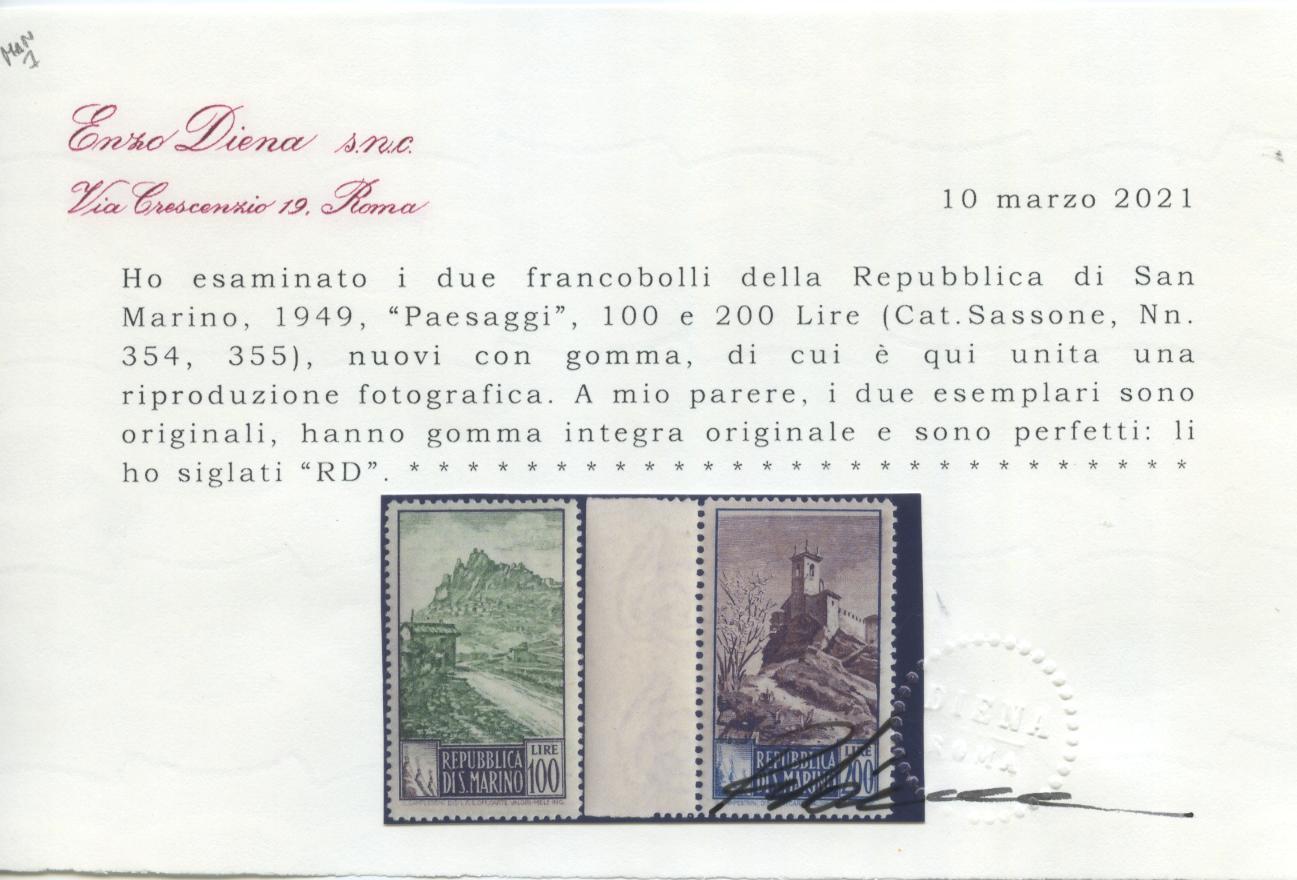 Man
1
Enzo Diena s.n.c.
Via Crescenzio 19. Roma
10 marzo 2021
Ho esaminato i due francobolli della Repubblica di San
Marino, 1949, “Paesaggi”, 100 e 200 Lire (Cat.Sassone, Nn.
354, 355), nuovi con gomma, di cui è qui unita una
riproduzione fotografica. A mio parere, i due esemplari sono
originali, hanno gomma integra originale e sono perfetti: li
ho siglati “RD”. * * * * * * * * * * * * * * * * * * * * * * * * * * *
REPUBBLICA
DI S. MARINO
LIRE
100
REPUBBLICA
DI S. MARINO
LIRE
200
DIENA
ROMA